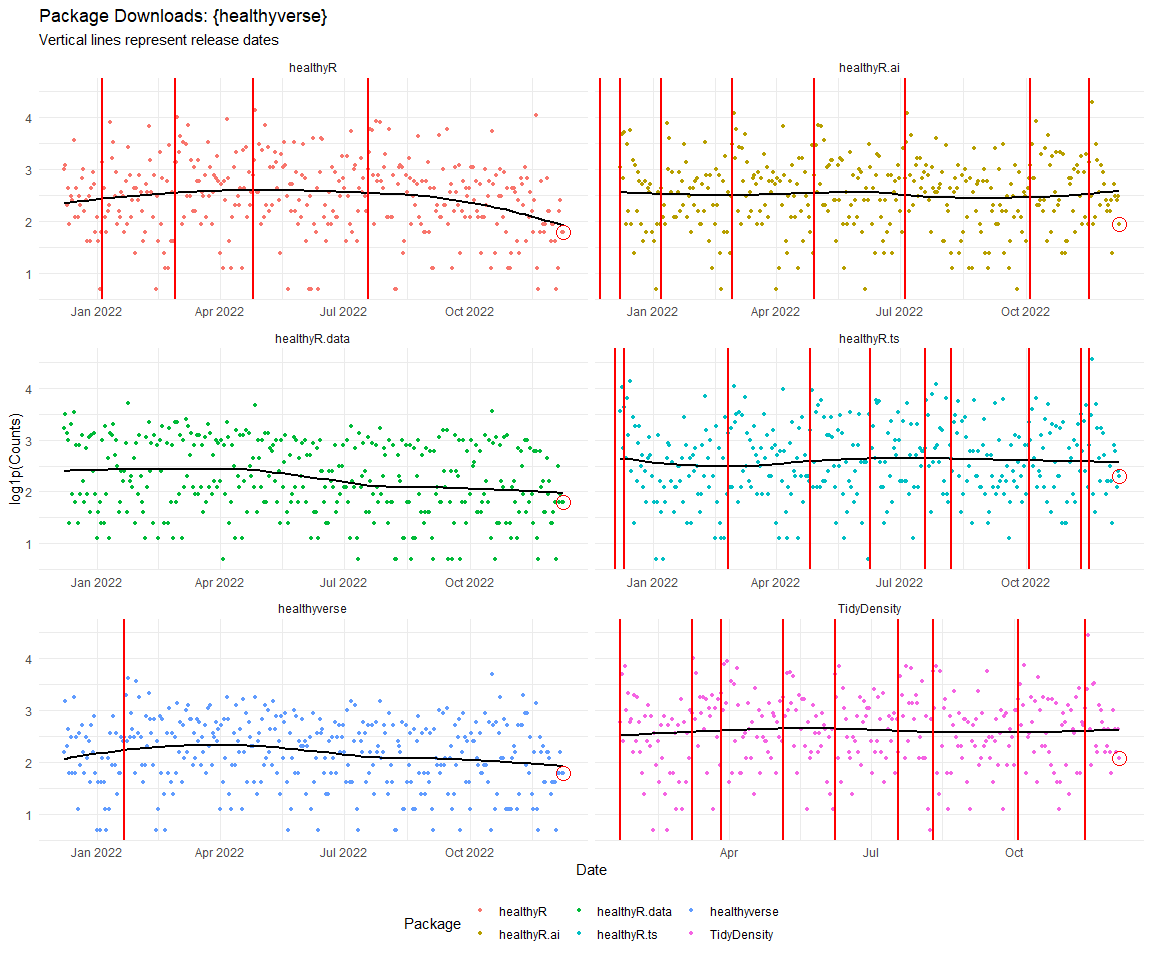 Package Downloads: {healthyverse}
Vertical lines represent release dates
healthyR
healthyR.ai
4
3
2
1
Jan 2022 Apr 2022 Jul 2022 Oct 2022
Jan 2022 Apr 2022 Jul 2022 Oct 2022
healthyR.data
healthyR.ts
log1p(Counts)
4
3
2
1
Jan 2022 Apr 2022 Jul 2022 Oct 2022
Jan 2022 Apr 2022 Jul 2022 Oct 2022
healthyverse
TidyDensity
4
3
2
1
Jan 2022 Apr 2022 Jul 2022 Oct 2022
Apr Jul Oct
Date
Package
healthyR healthyR.data healthyverse
healthyR.ai healthyR.ts TidyDensity